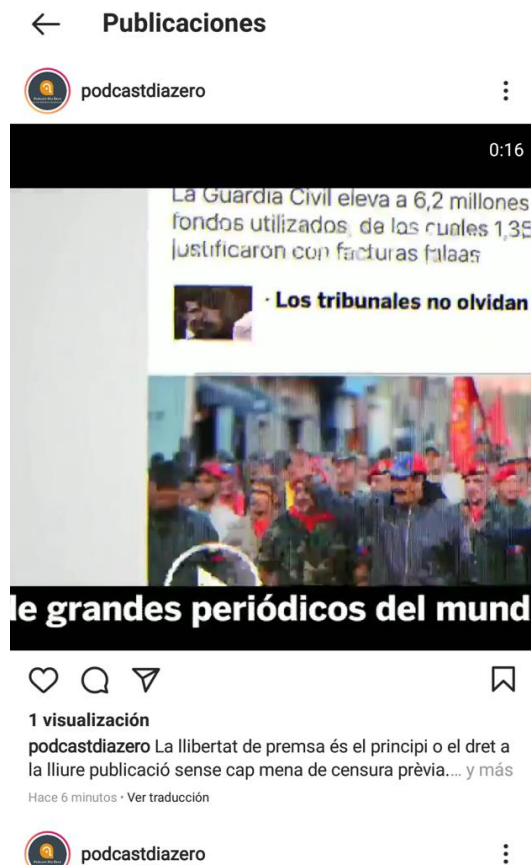 Publicaciones
podcastdiazero
0:16
La Guardia Civil eleva a 6,2 millones
fondos utilizados, de los cuales 1,35
justificaron con facturas
· Los tribunales no olvidan
le grandes periódicos del mund
1 visualización
podcastdiazero La llibertat de premsa és el principi o el dret a
la lliure publicació sense cap mena de censura prèvia.... y más
Hace 6 minutos · Ver traducción
podcastdiazero